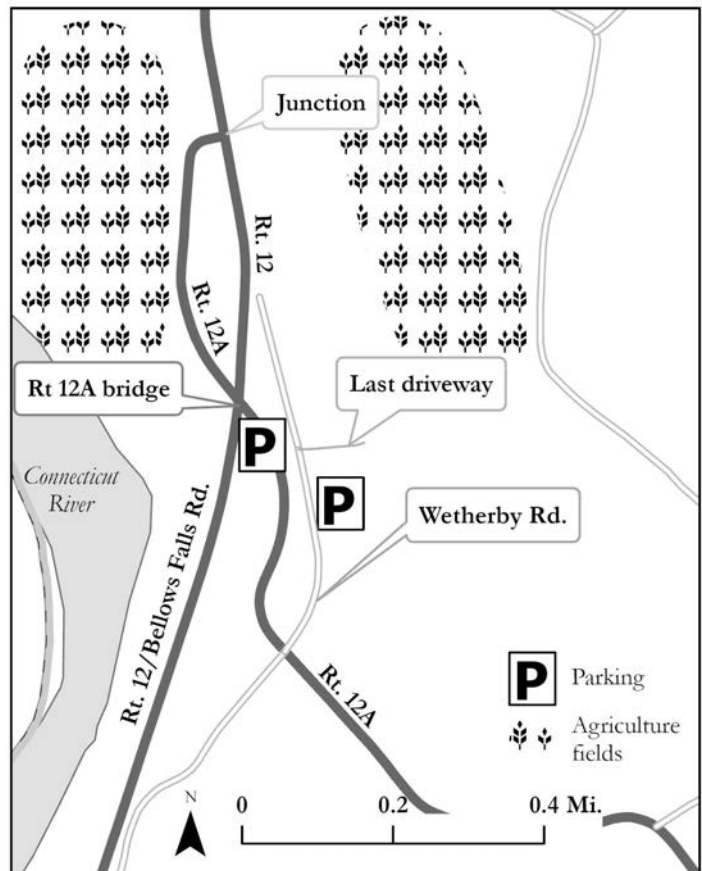 Junction
Rt. 12
Rt. 12A
Last driveway
Rt 12A bridge
P
Connecticut
River
P
Wetherby Rd.
Rt. 12/Bellows Falls Rd.
Rt. 12A
P Parking
Agriculture
fields
N
0 0.2 0.4 Mi.